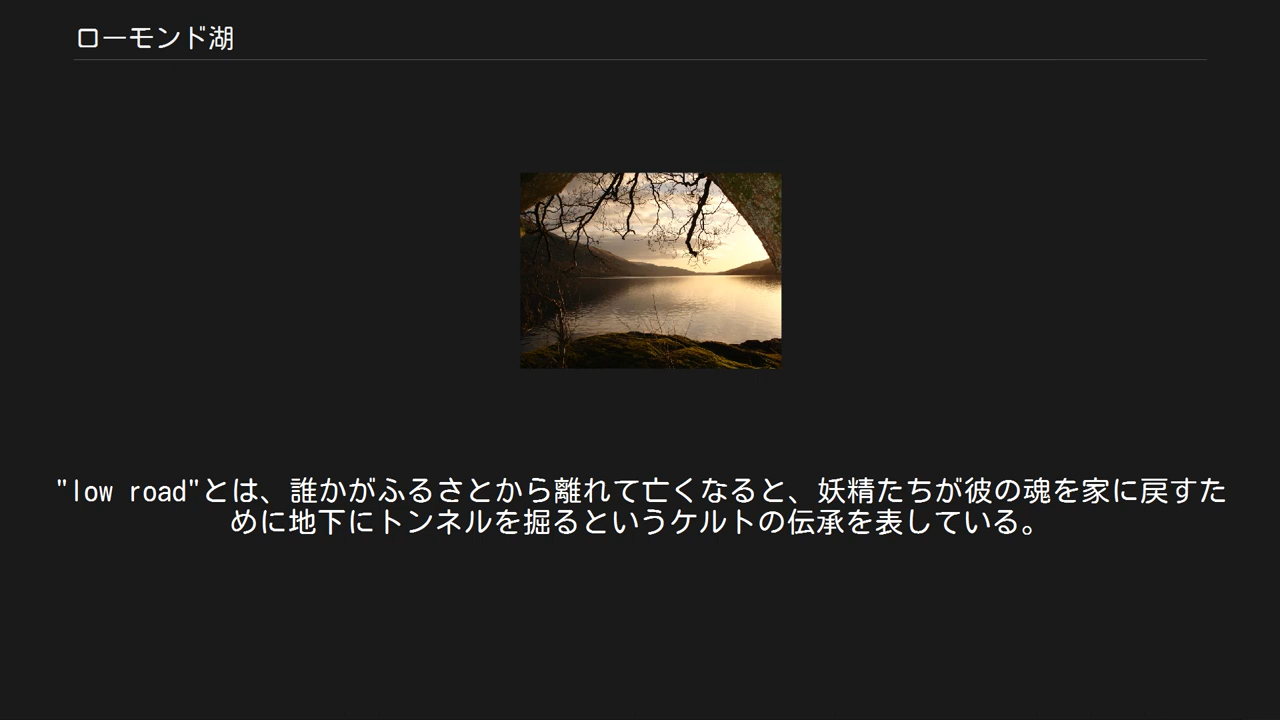 ローモンド湖
"low road"とは、誰かがふるさとから離れて亡くなると、妖精たちが彼の魂を家に戻すた
めに地下にトンネルを掘るというケルトの伝承を表している。